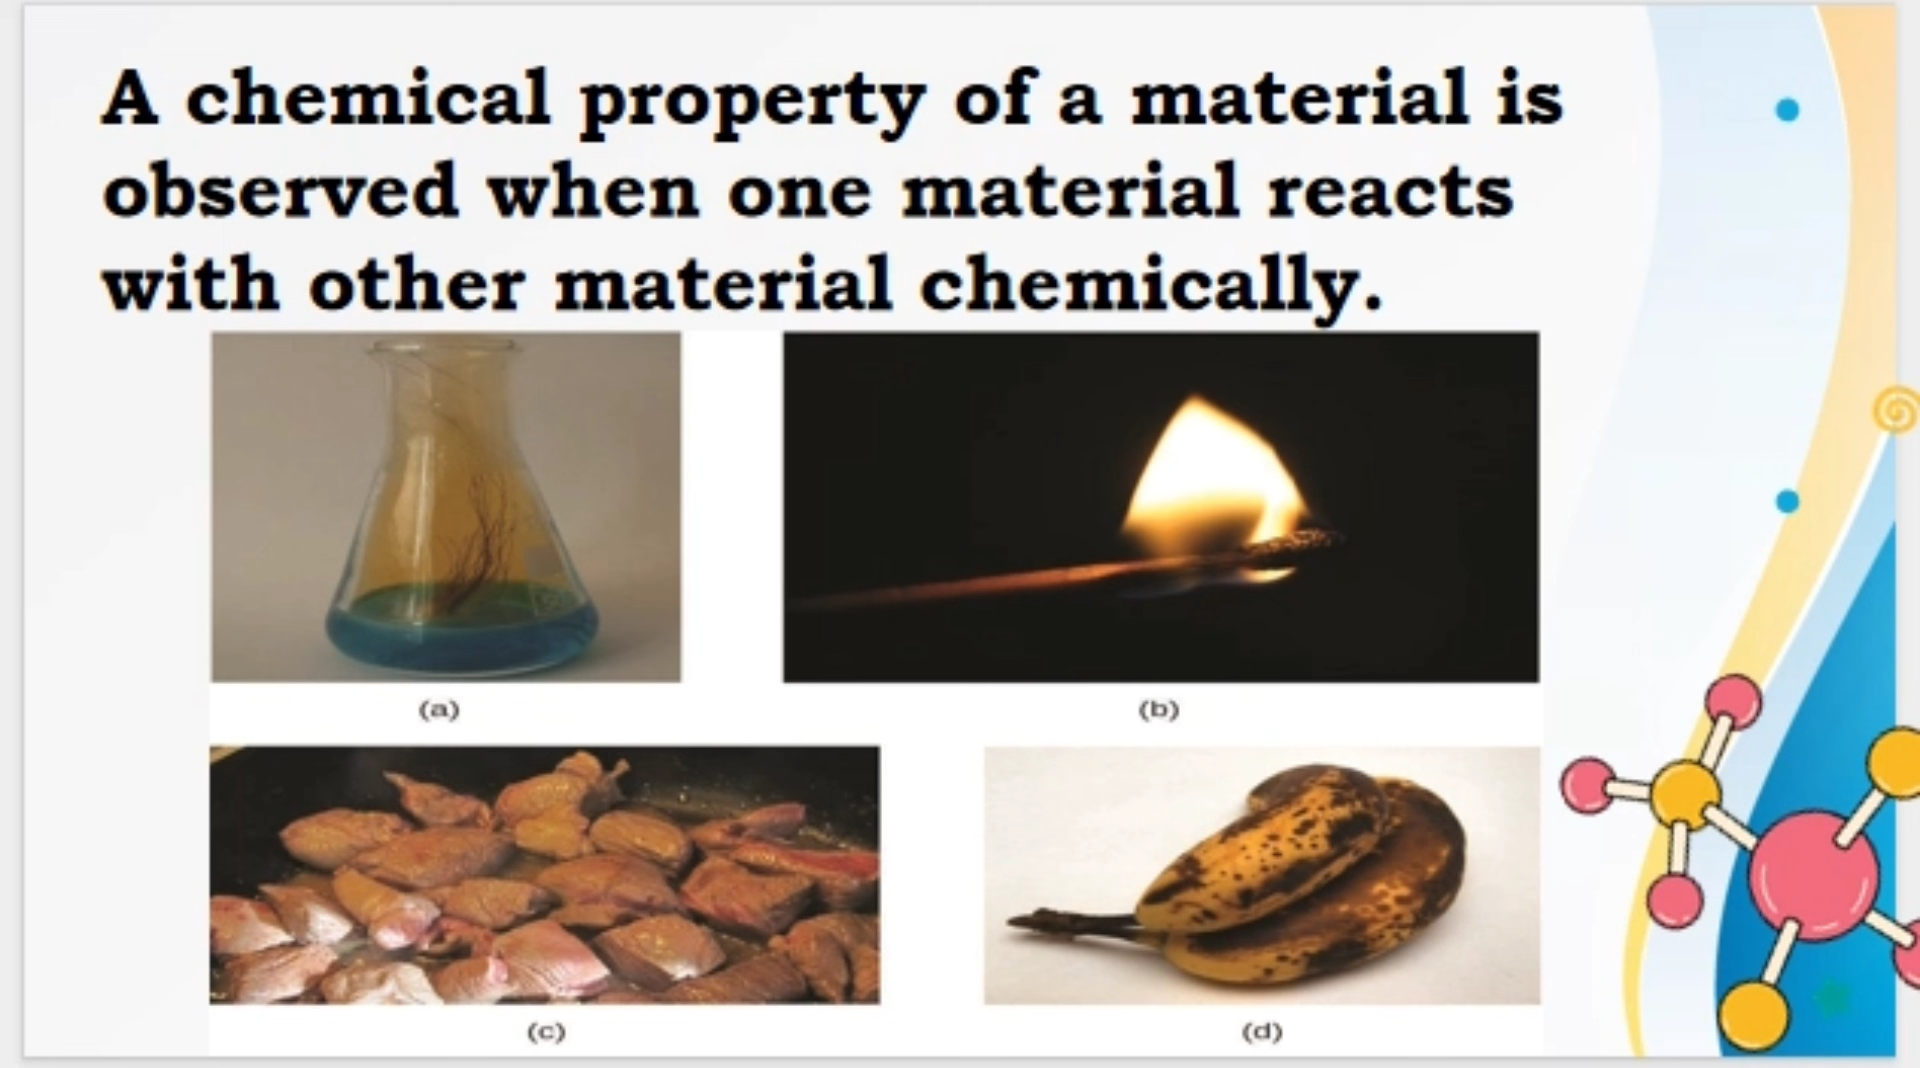 A chemical property of a material is
observed when one material reacts
with other material chemically.
(a)
(b)
(c)
(d)